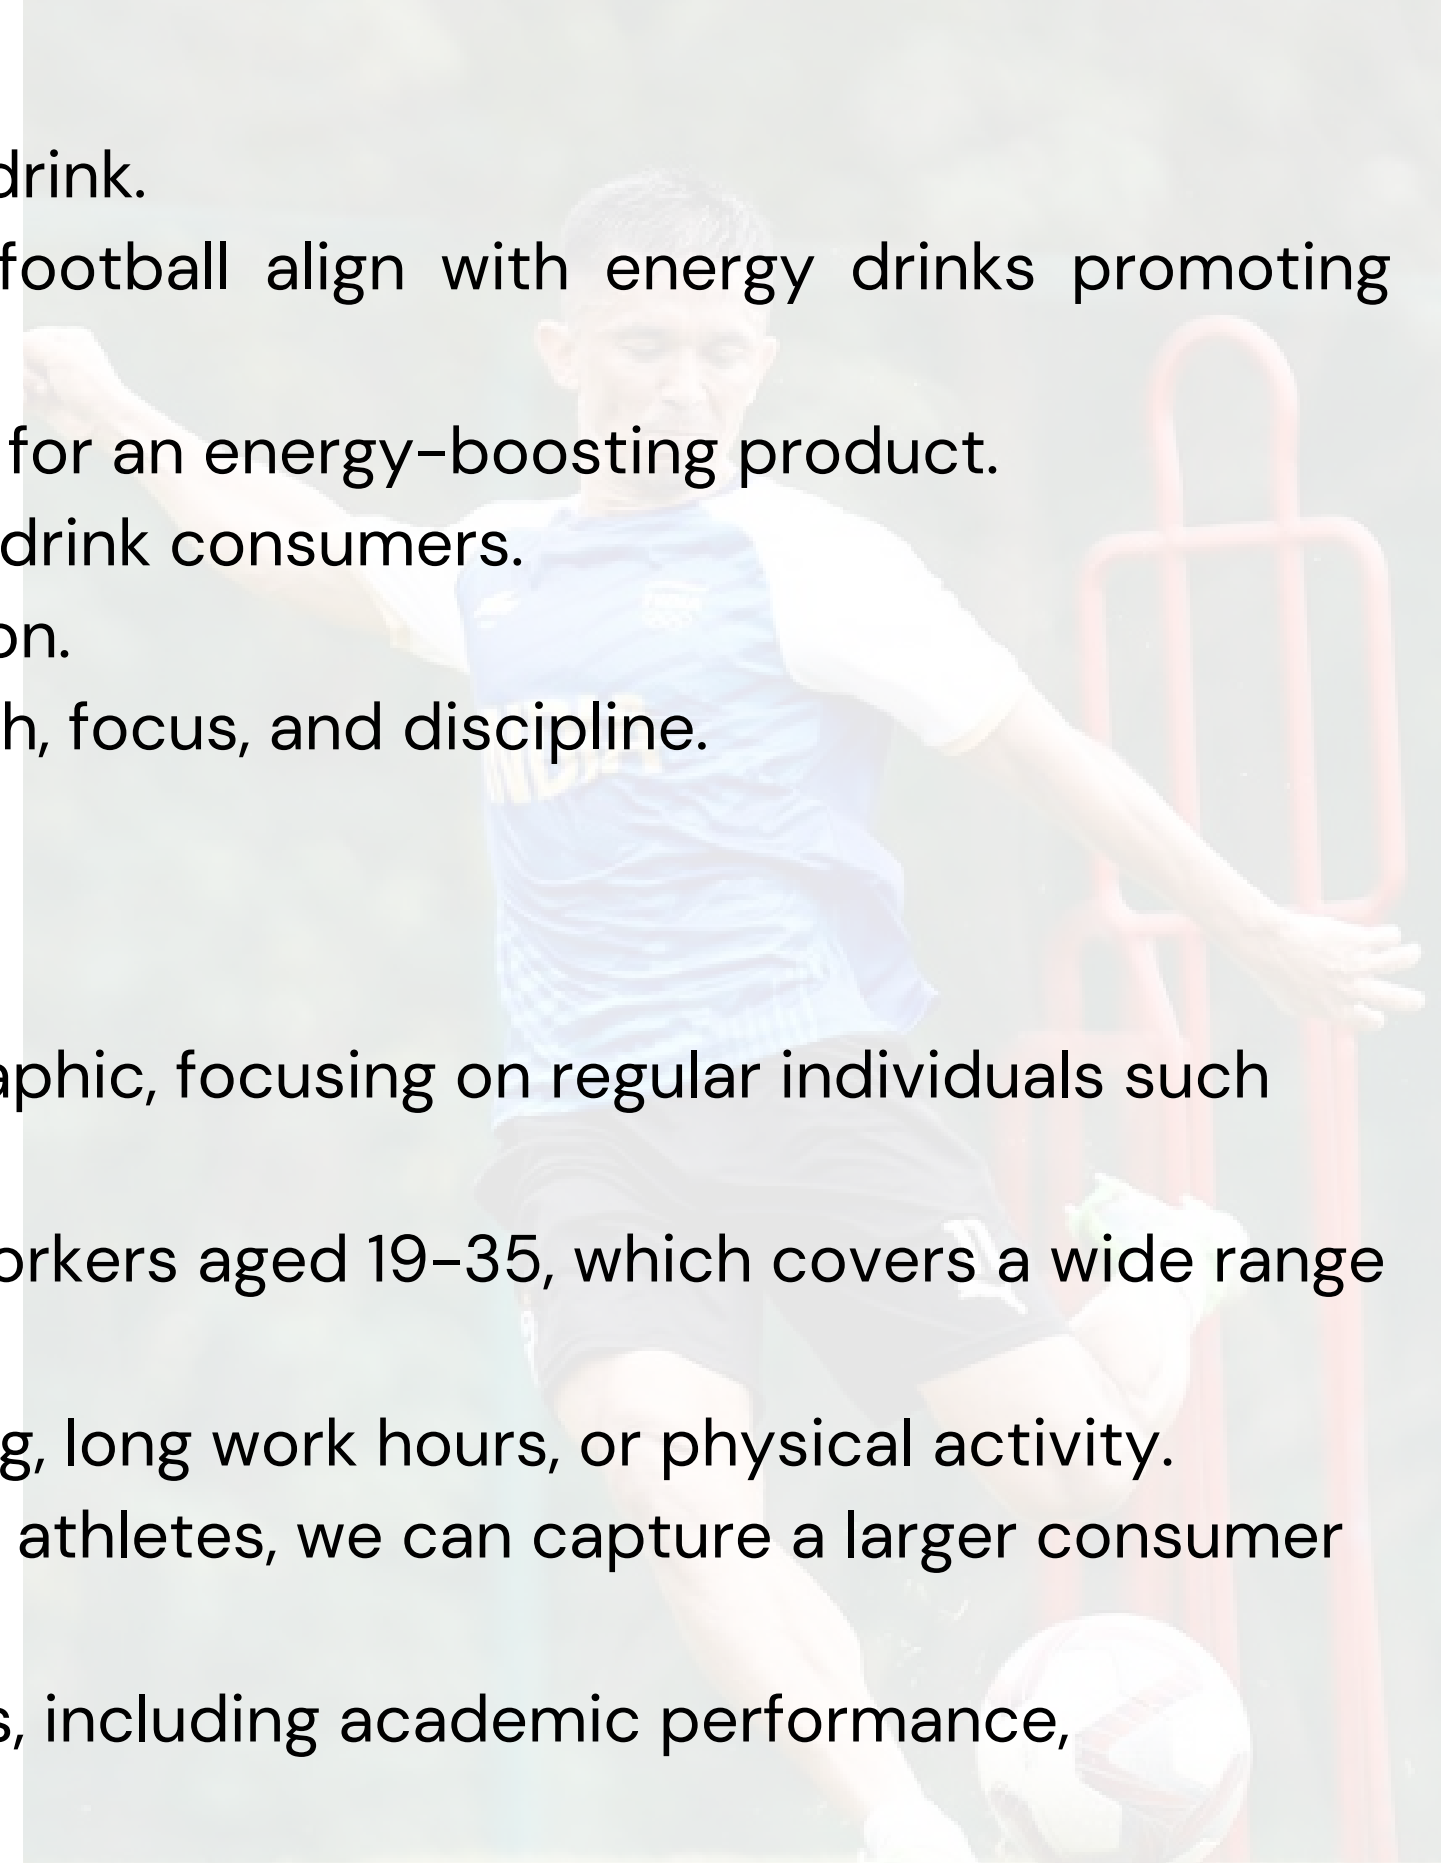 drink.
football align with energy drinks promoting
for an energy-boosting product.
drink consumers.
on.
h, focus, and discipline.
INDIA
aphic, focusing on regular individuals such
orkers aged 19-35, which covers a wide range
11
g, long work hours, or physical activity.
athletes, we can capture a larger consumer
s, including academic performance,